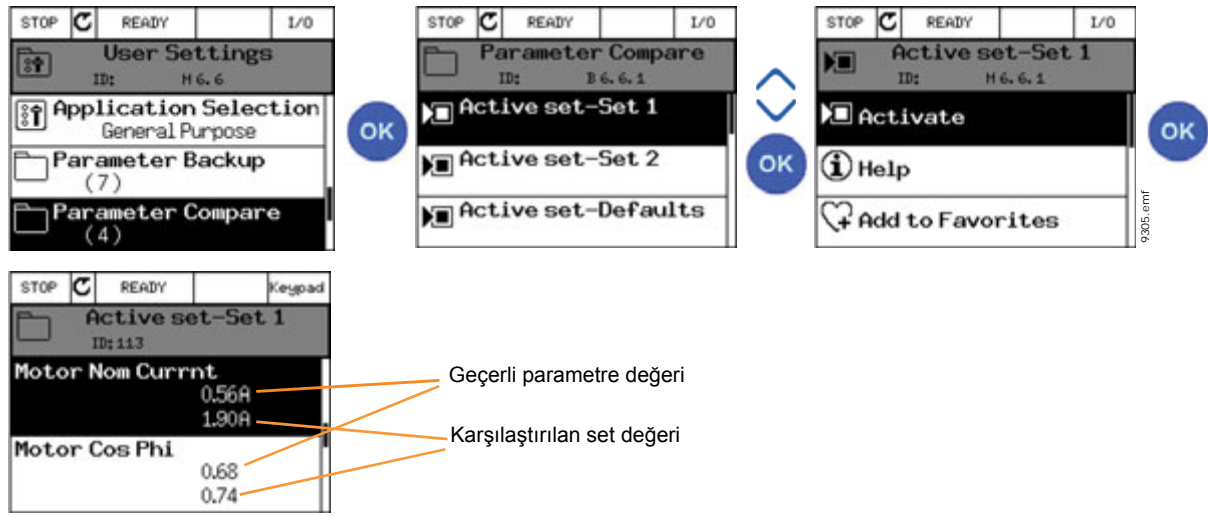 STOP READY I/O
User Settings
ID: M6.6
Application Selection
General Purpose
Parameter Backup
(7)
Parameter Compare
(4)
OK
STOP READY I/O
Parameter Compare
ID: B6.6.1
Active set-Set 1
Active set-Set 2
Active set-Defaults
OK
STOP READY I/O
Active set-Set 1
ID: M6.6.1
Activate
Help
Add to Favorites
OK
9305.emf
STOP READY Keypad
Active set-Set 1
ID:113
Motor Nom Currnt
0.56A
1.90A
Motor Cos Phi
0.68
0.74
Geçerli parametre değeri
Karşılaştırılan set değeri